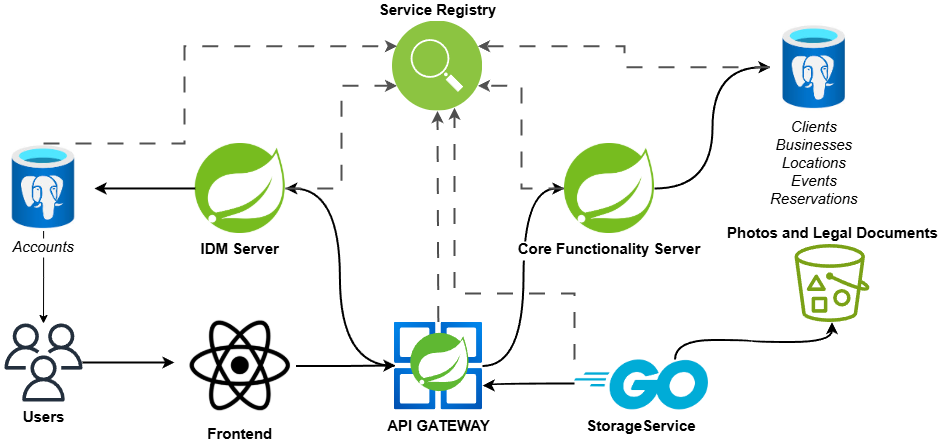 Service Registry
Clients
Businesses
Locations
Events
Reservations
Accounts
IDM Server
Core Functionality Server
Photos and Legal Documents
Users
Frontend
API GATEWAY
GO
StorageService